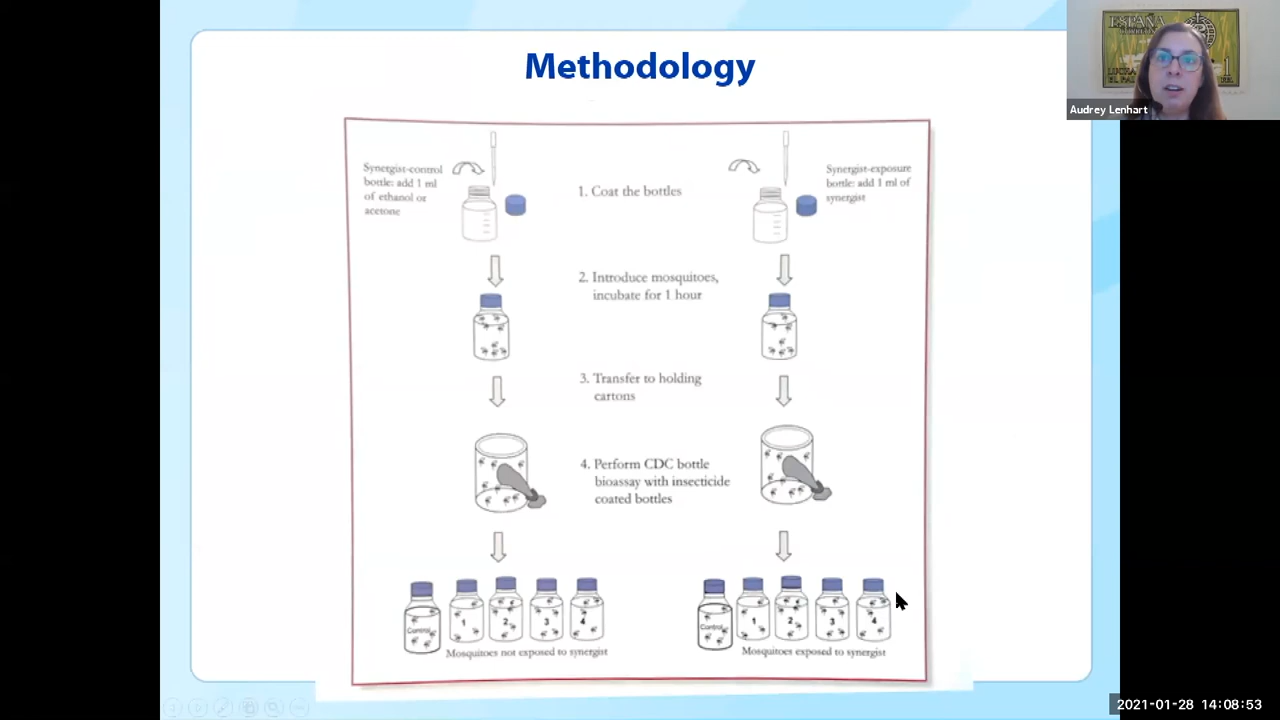 Methodology
Synergist-control
bottle: add 1 ml
of ethanol or
acetone
1. Coat the bottles
Synergist-exposure
bottle: add 1 ml of
synergist
2. Introduce mosquitoes,
incubate for 1 hour
3. Transfer to holding
cartons
4. Perform CDC bottle
bioassay with insecticide
coated bottles
Control 1 2 3 4
Mosquitoes not exposed to synergist
Control 1 2 3 4
Mosquitoes exposed to synergist
ESPAÑA
CORREOS
Audrey Lenhart
2021-01-28 14:08:53